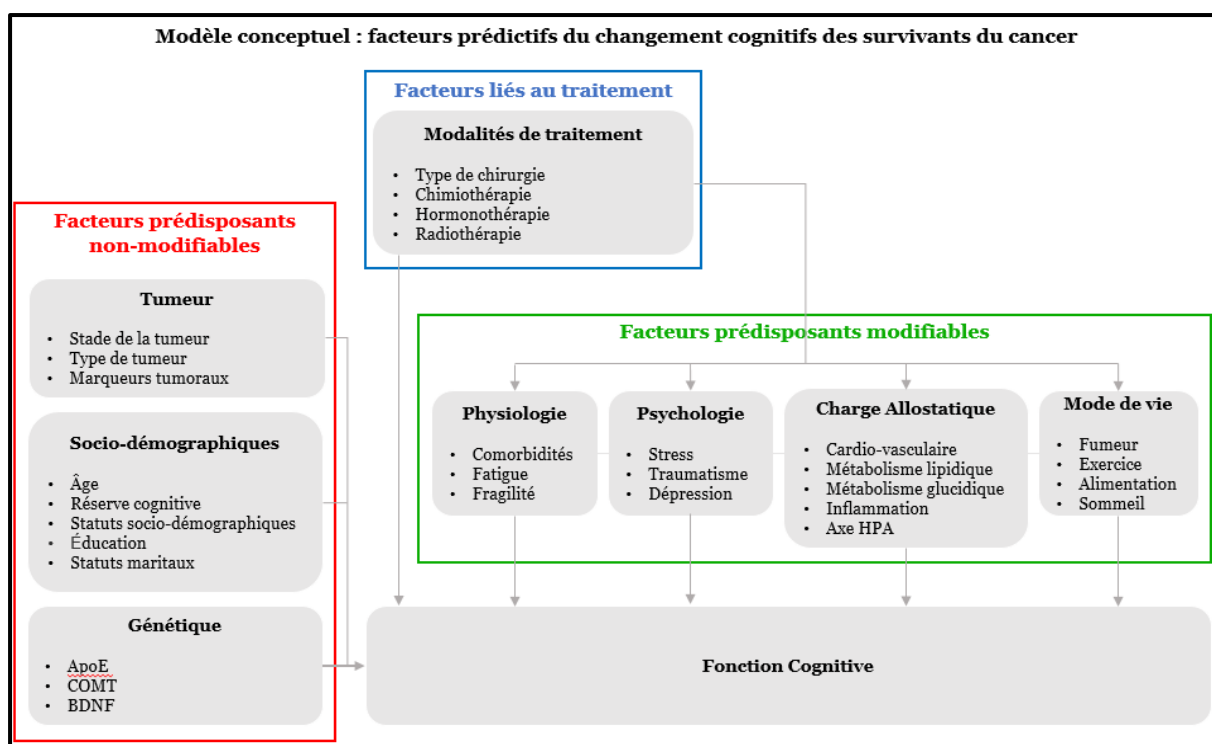 Modèle conceptuel : facteurs prédictifs du changement cognitifs des survivants du cancer
Facteurs liés au traitement
Modalités de traitement
• Type de chirurgie
• Chimiothérapie
• Hormonothérapie
• Radiothérapie
Facteurs prédisposants
non-modifiables
Tumeur
• Stade de la tumeur
• Type de tumeur
• Marqueurs tumoraux
Socio-démographiques
• Âge
• Réserve cognitive
• Statuts socio-démographiques
• Éducation
• Statuts maritaux
Génétique
• ApoE
• COMT
• BDNF
Facteurs prédisposants modifiables
Physiologie
• Comorbidités
• Fatigue
• Fragilité
Psychologie
• Stress
• Traumatisme
• Dépression
Charge Allostatique
• Cardio-vasculaire
• Métabolisme lipidique
• Métabolisme glucidique
• Inflammation
• Axe HPA
Mode de vie
• Fumeur
• Exercice
• Alimentation
• Sommeil
Fonction Cognitive